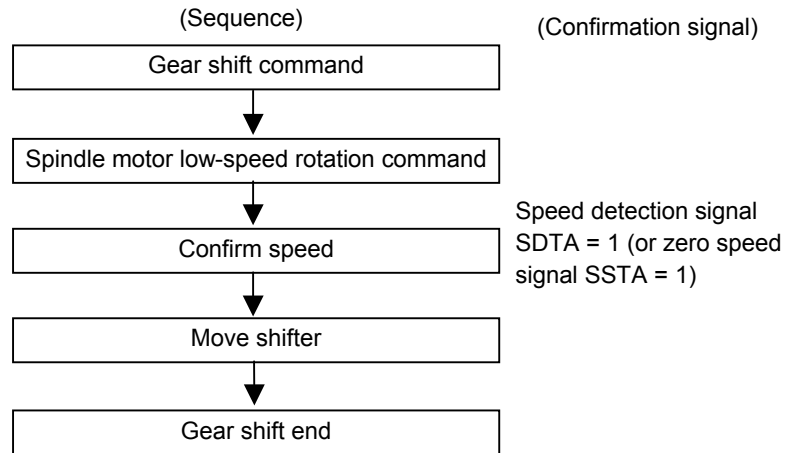 (Sequence)
(Confirmation signal)
Gear shift command
Spindle motor low-speed rotation command
Confirm speed
Speed detection signal
SDTA = 1 (or zero speed
signal SSTA = 1)
Move shifter
Gear shift end